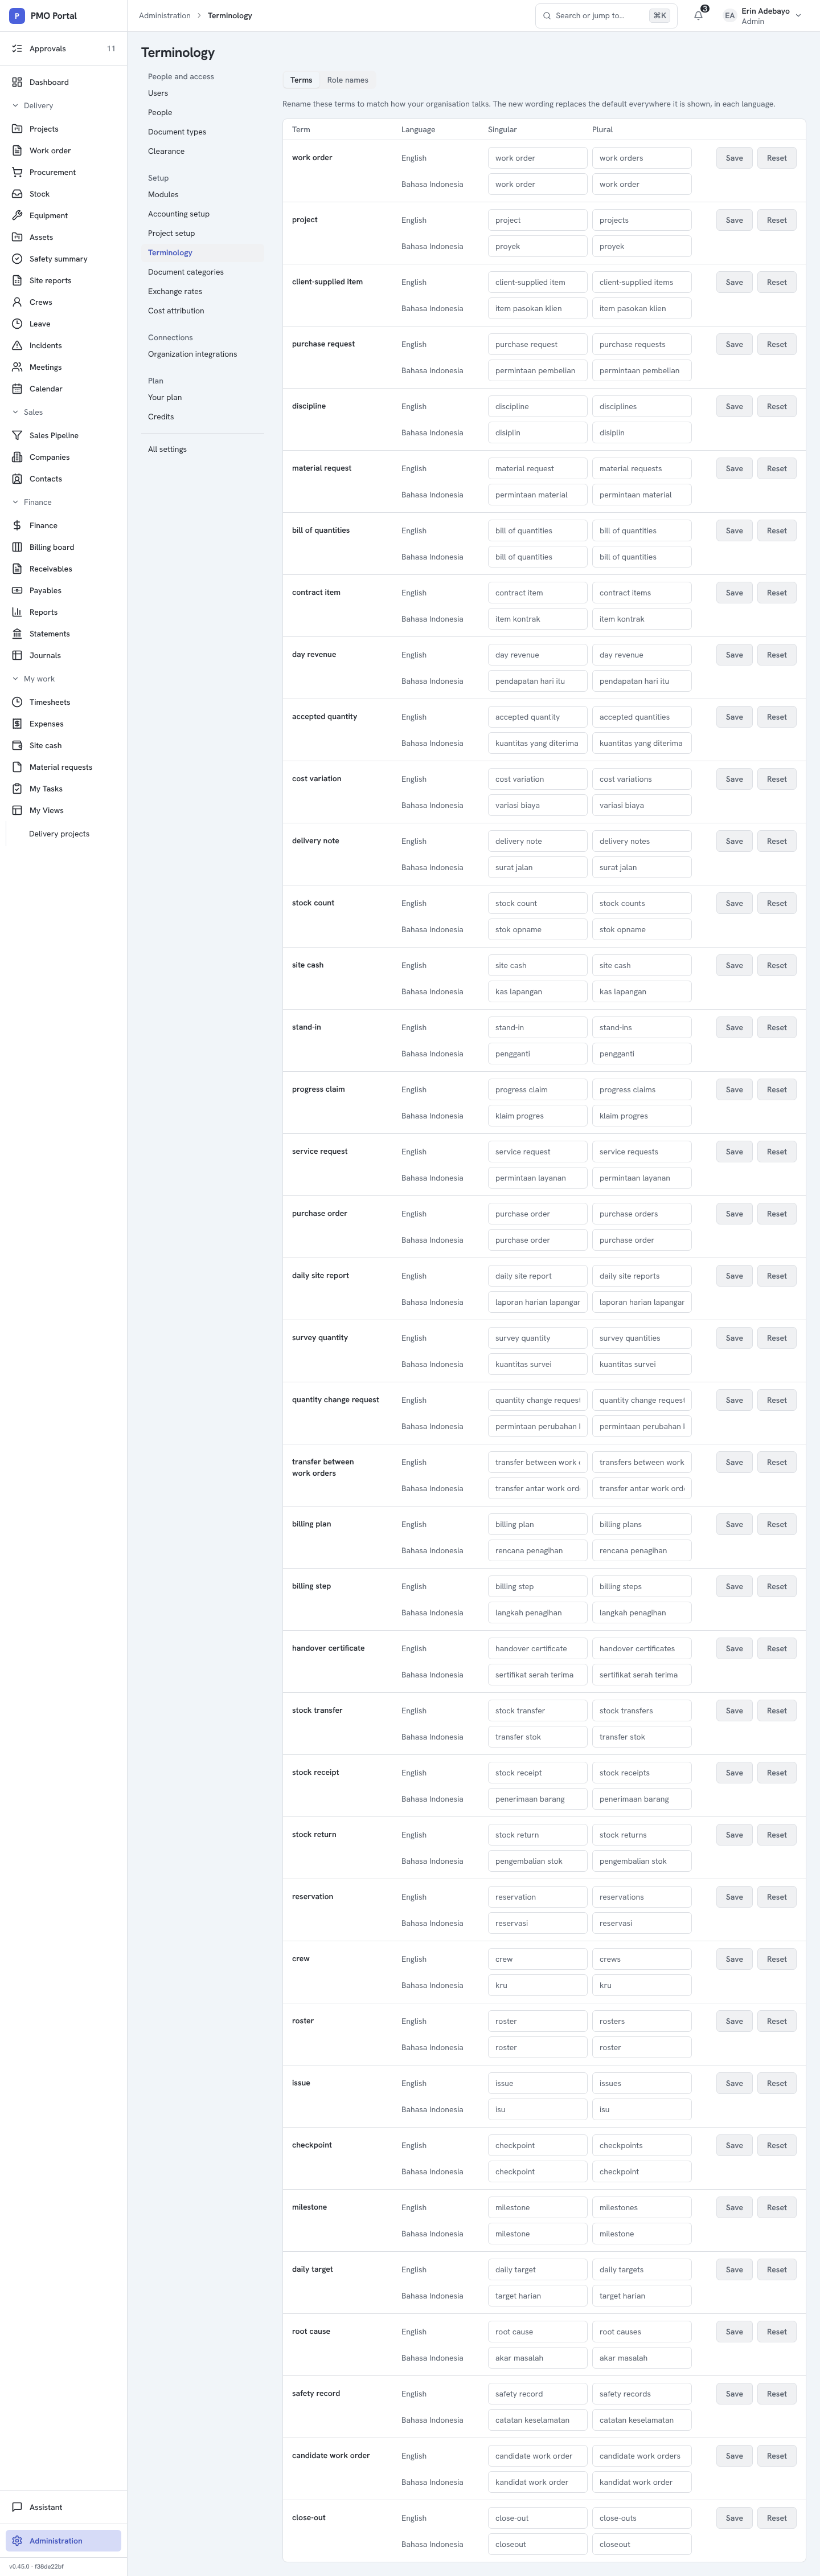 PMO Portal
Administration > Terminology
Search or jump to...
⌘K
3
EA
Erin Adebayo
Admin
Approvals 11
Dashboard
Delivery
Projects
Work order
Procurement
Stock
Equipment
Assets
Safety summary
Site reports
Crews
Leave
Incidents
Meetings
Calendar
Sales
Sales Pipeline
Companies
Contacts
Finance
Finance
Billing board
Receivables
Payables
Reports
Statements
Journals
My work
Timesheets
Expenses
Site cash
Material requests
My Tasks
My Views
Delivery projects
Assistant
Administration
v0.45.0 · f38de22bf
Terminology
People and access
Users
People
Document types
Clearance
Setup
Modules
Accounting setup
Project setup
Terminology
Document categories
Exchange rates
Cost attribution
Connections
Organization integrations
Plan
Your plan
Credits
All settings
Terms Role names
Rename these terms to match how your organisation talks. The new wording replaces the default everywhere it is shown, in each language.
Term Language Singular Plural
work order English work order work orders Save Reset
Bahasa Indonesia work order work order
project English project projects Save Reset
Bahasa Indonesia proyek proyek
client-supplied item English client-supplied item client-supplied items Save Reset
Bahasa Indonesia item pasokan klien item pasokan klien
purchase request English purchase request purchase requests Save Reset
Bahasa Indonesia permintaan pembelian permintaan pembelian
discipline English discipline disciplines Save Reset
Bahasa Indonesia disiplin disiplin
material request English material request material requests Save Reset
Bahasa Indonesia permintaan material permintaan material
bill of quantities English bill of quantities bill of quantities Save Reset
Bahasa Indonesia bill of quantities bill of quantities
contract item English contract item contract items Save Reset
Bahasa Indonesia item kontrak item kontrak
day revenue English day revenue day revenue Save Reset
Bahasa Indonesia pendapatan hari itu pendapatan hari itu
accepted quantity English accepted quantity accepted quantities Save Reset
Bahasa Indonesia kuantitas yang diterima kuantitas yang diterima
cost variation English cost variation cost variations Save Reset
Bahasa Indonesia variasi biaya variasi biaya
delivery note English delivery note delivery notes Save Reset
Bahasa Indonesia surat jalan surat jalan
stock count English stock count stock counts Save Reset
Bahasa Indonesia stok opname stok opname
site cash English site cash site cash Save Reset
Bahasa Indonesia kas lapangan kas lapangan
stand-in English stand-in stand-ins Save Reset
Bahasa Indonesia pengganti pengganti
progress claim English progress claim progress claims Save Reset
Bahasa Indonesia klaim progres klaim progres
service request English service request service requests Save Reset
Bahasa Indonesia permintaan layanan permintaan layanan
purchase order English purchase order purchase orders Save Reset
Bahasa Indonesia purchase order purchase order
daily site report English daily site report daily site reports Save Reset
Bahasa Indonesia laporan harian lapangan laporan harian lapangan
survey quantity English survey quantity survey quantities Save Reset
Bahasa Indonesia kuantitas survei kuantitas survei
quantity change request English quantity change request quantity change request Save Reset
Bahasa Indonesia permintaan perubahan permintaan perubahan
transfer between English transfer between work transfers between work Save Reset
work orders
Bahasa Indonesia transfer antar work ord transfer antar work ord
billing plan English billing plan billing plans Save Reset
Bahasa Indonesia rencana penagihan rencana penagihan
billing step English billing step billing steps Save Reset
Bahasa Indonesia langkah penagihan langkah penagihan
handover certificate English handover certificate handover certificates Save Reset
Bahasa Indonesia sertifikat serah terima sertifikat serah terima
stock transfer English stock transfer stock transfers Save Reset
Bahasa Indonesia transfer stok transfer stok
stock receipt English stock receipt stock receipts Save Reset
Bahasa Indonesia penerimaan barang penerimaan barang
stock return English stock return stock returns Save Reset
Bahasa Indonesia pengembalian stok pengembalian stok
reservation English reservation reservations Save Reset
Bahasa Indonesia reservasi reservasi
crew English crew crews Save Reset
Bahasa Indonesia kru kru
roster English roster rosters Save Reset
Bahasa Indonesia roster roster
issue English issue issues Save Reset
Bahasa Indonesia isu isu
checkpoint English checkpoint checkpoints Save Reset
Bahasa Indonesia checkpoint checkpoint
milestone English milestone milestones Save Reset
Bahasa Indonesia milestone milestone
daily target English daily target daily targets Save Reset
Bahasa Indonesia target harian target harian
root cause English root cause root causes Save Reset
Bahasa Indonesia akar masalah akar masalah
safety record English safety record safety records Save Reset
Bahasa Indonesia catatan keselamatan catatan keselamatan
candidate work order English candidate work order candidate work orders Save Reset
Bahasa Indonesia kandidat work order kandidat work order
close-out English close-out close-outs Save Reset
Bahasa Indonesia closeout closeout